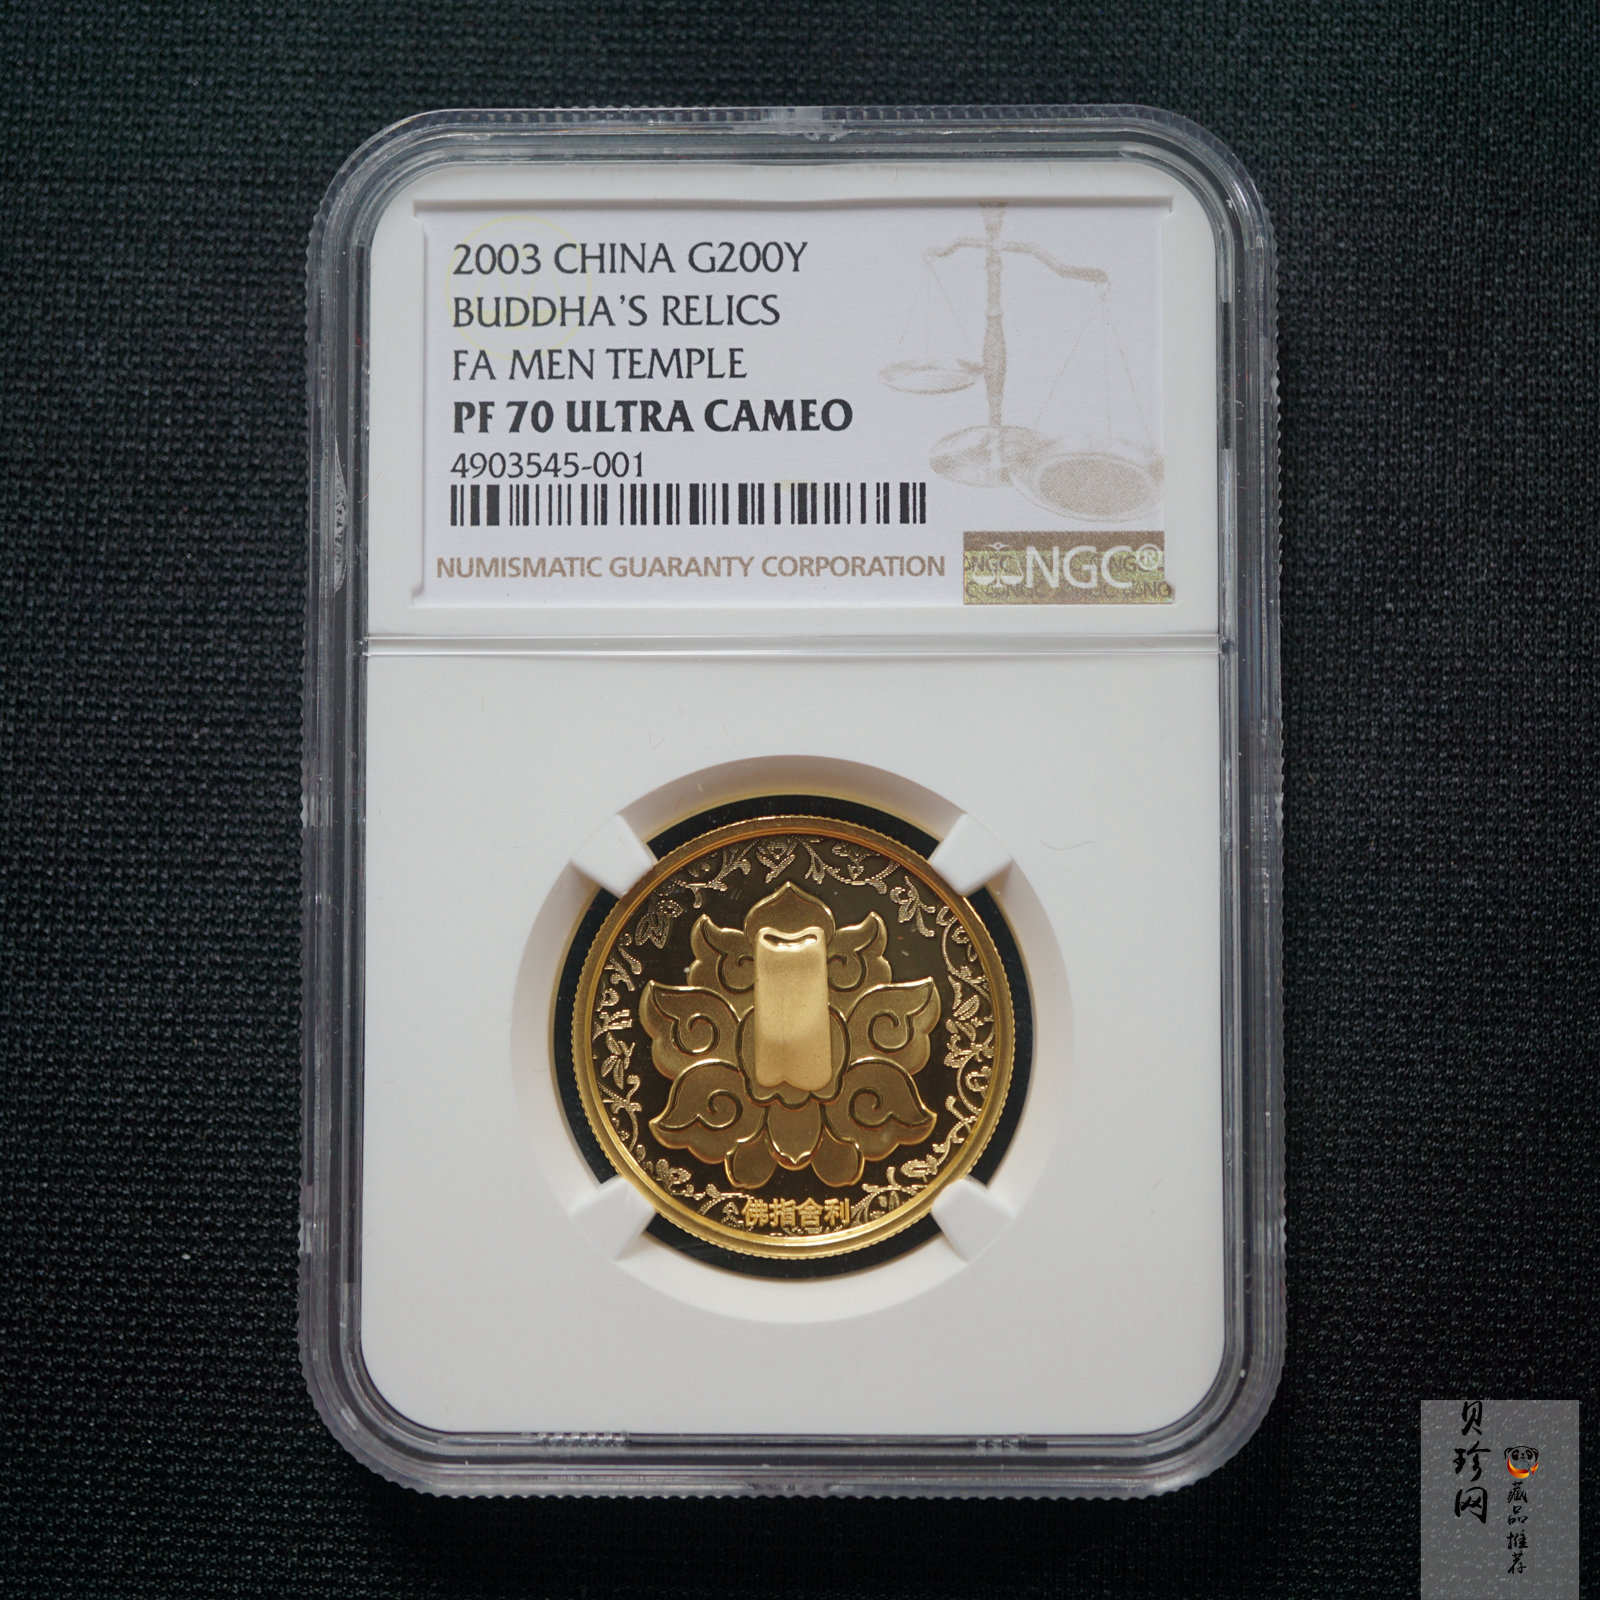 2003 CHINA G200Y
BUDDHA'S RELICS
FA MEN TEMPLE
PF 70 ULTRA CAMEO
4903545-001
NUMISMATIC GUARANTY CORPORATION
NGC®
佛指舍利
贝珍网
藏品推荐